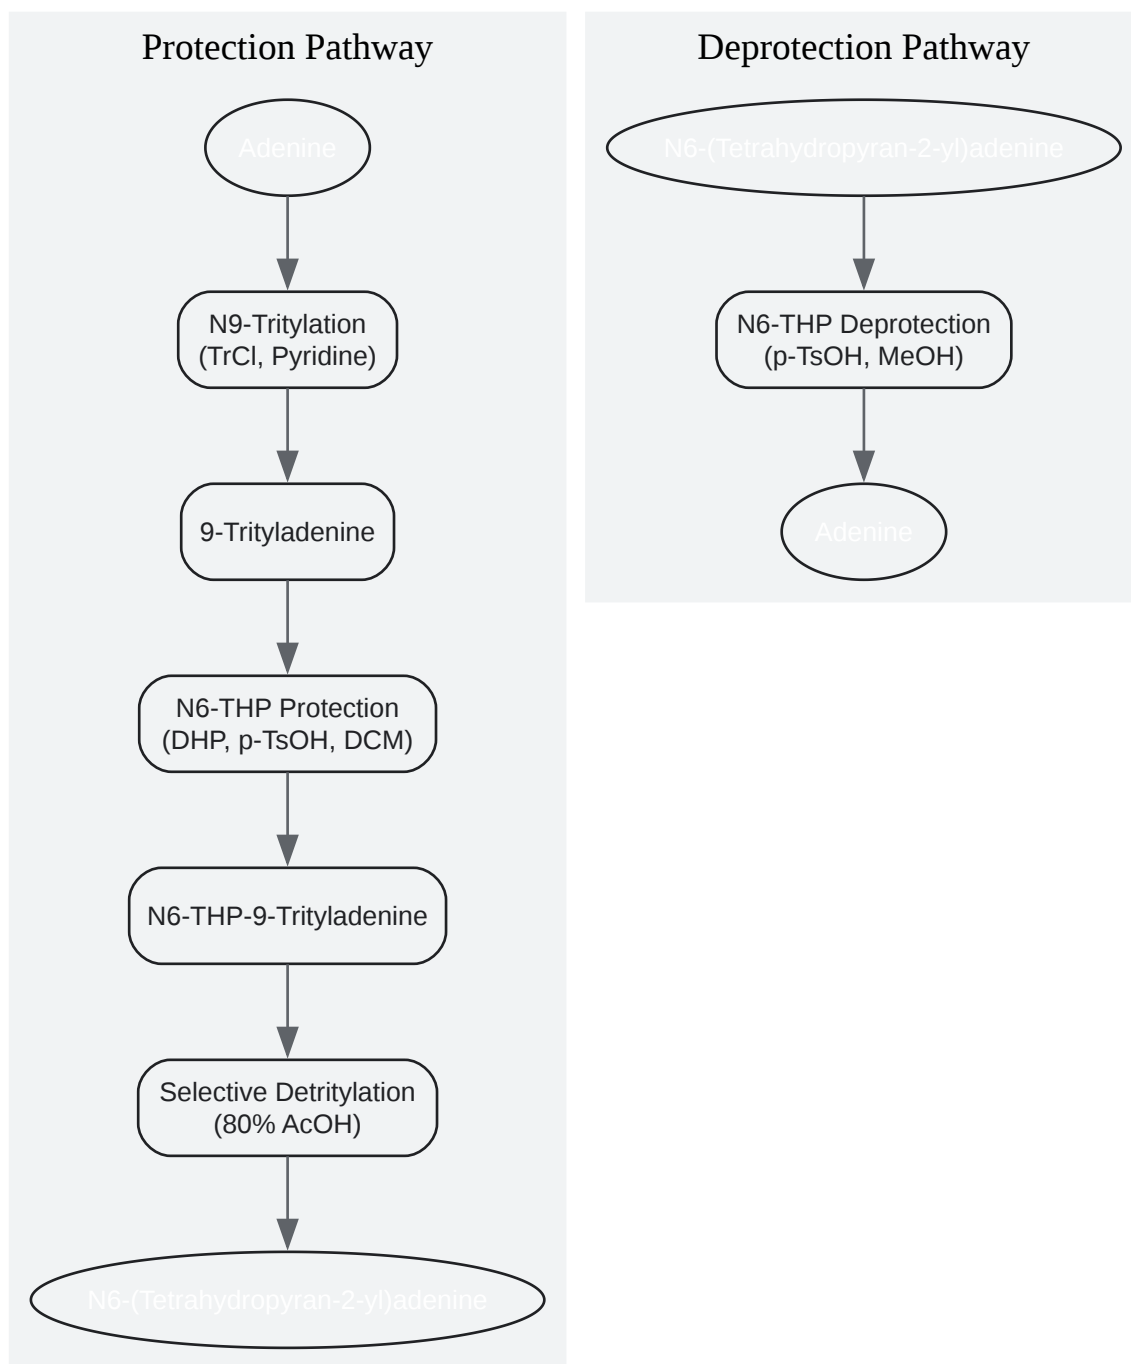 Protection Pathway
Adenine
N9-Tritylation
(TrCl, Pyridine)
9-Trityladenine
N6-THP Protection
(DHP, p-TsOH, DCM)
N6-THP-9-Trityladenine
Selective Detritylation
(80% AcOH)
N6-(Tetrahydropyran-2-yl)adenine
Deprotection Pathway
N6-(Tetrahydropyran-2-yl)adenine
N6-THP Deprotection
(p-TsOH, MeOH)
Adenine